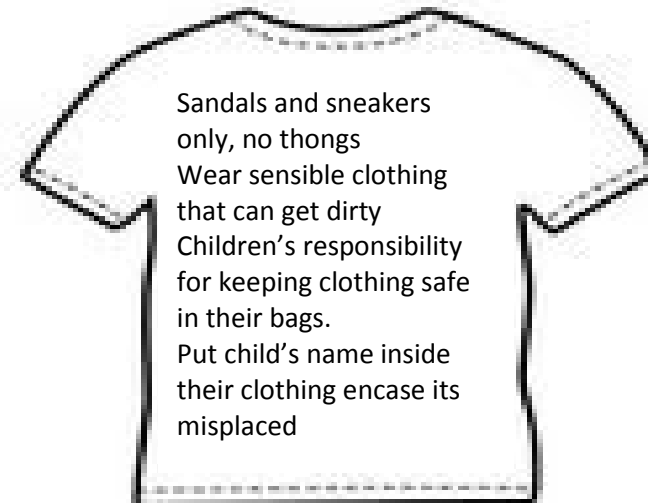 Sandals and sneakers
only, no thongs
Wear sensible clothing
that can get dirty
Children’s responsibility
for keeping clothing safe
in their bags.
Put child’s name inside
their clothing encase its
misplaced